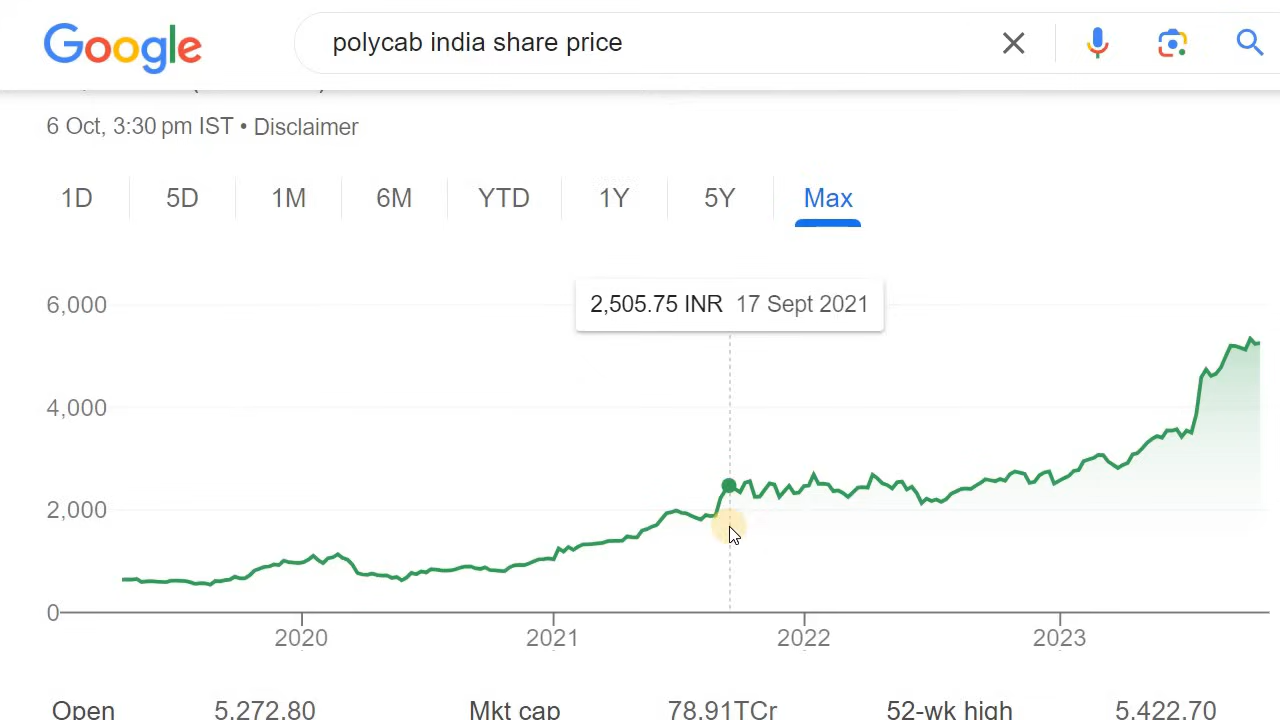 Google
polycab india share price
6 Oct, 3:30 pm IST • Disclaimer
1D 5D 1M 6M YTD 1Y 5Y Max
2,505.75 INR 17 Sept 2021
6,000
4,000
2,000
0
2020 2021 2022 2023
Open 5,272.80 Mkt cap 78.91TCr 52-wk high 5,422.70